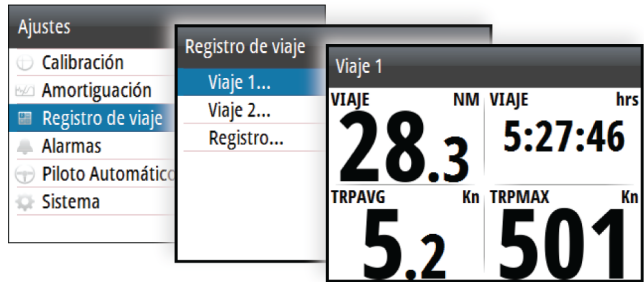 Ajustes
Calibración
Amortiguación
Registro de viaje
Alarmas
Piloto Automático
Sistema
Registro de viaje
Viaje 1...
Viaje 2...
Registro...
Viaje 1
VIAJE NM
28.3
VIAJE hrs
5:27:46
TRPAVG Kn
5.2
TRPMAX Kn
501